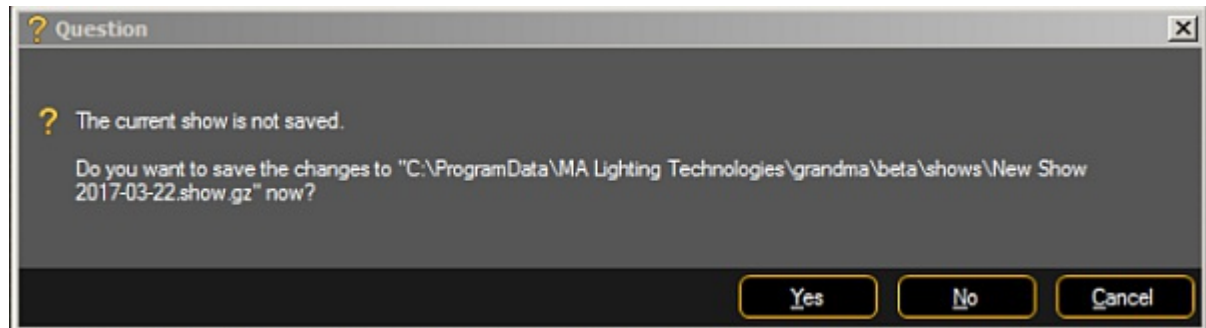 Question
The current show is not saved.
Do you want to save the changes to "C:\ProgramData\MA Lighting Technologies\grandma\beta\shows\New Show
2017-03-22.show.gz" now?
Yes
No
Cancel